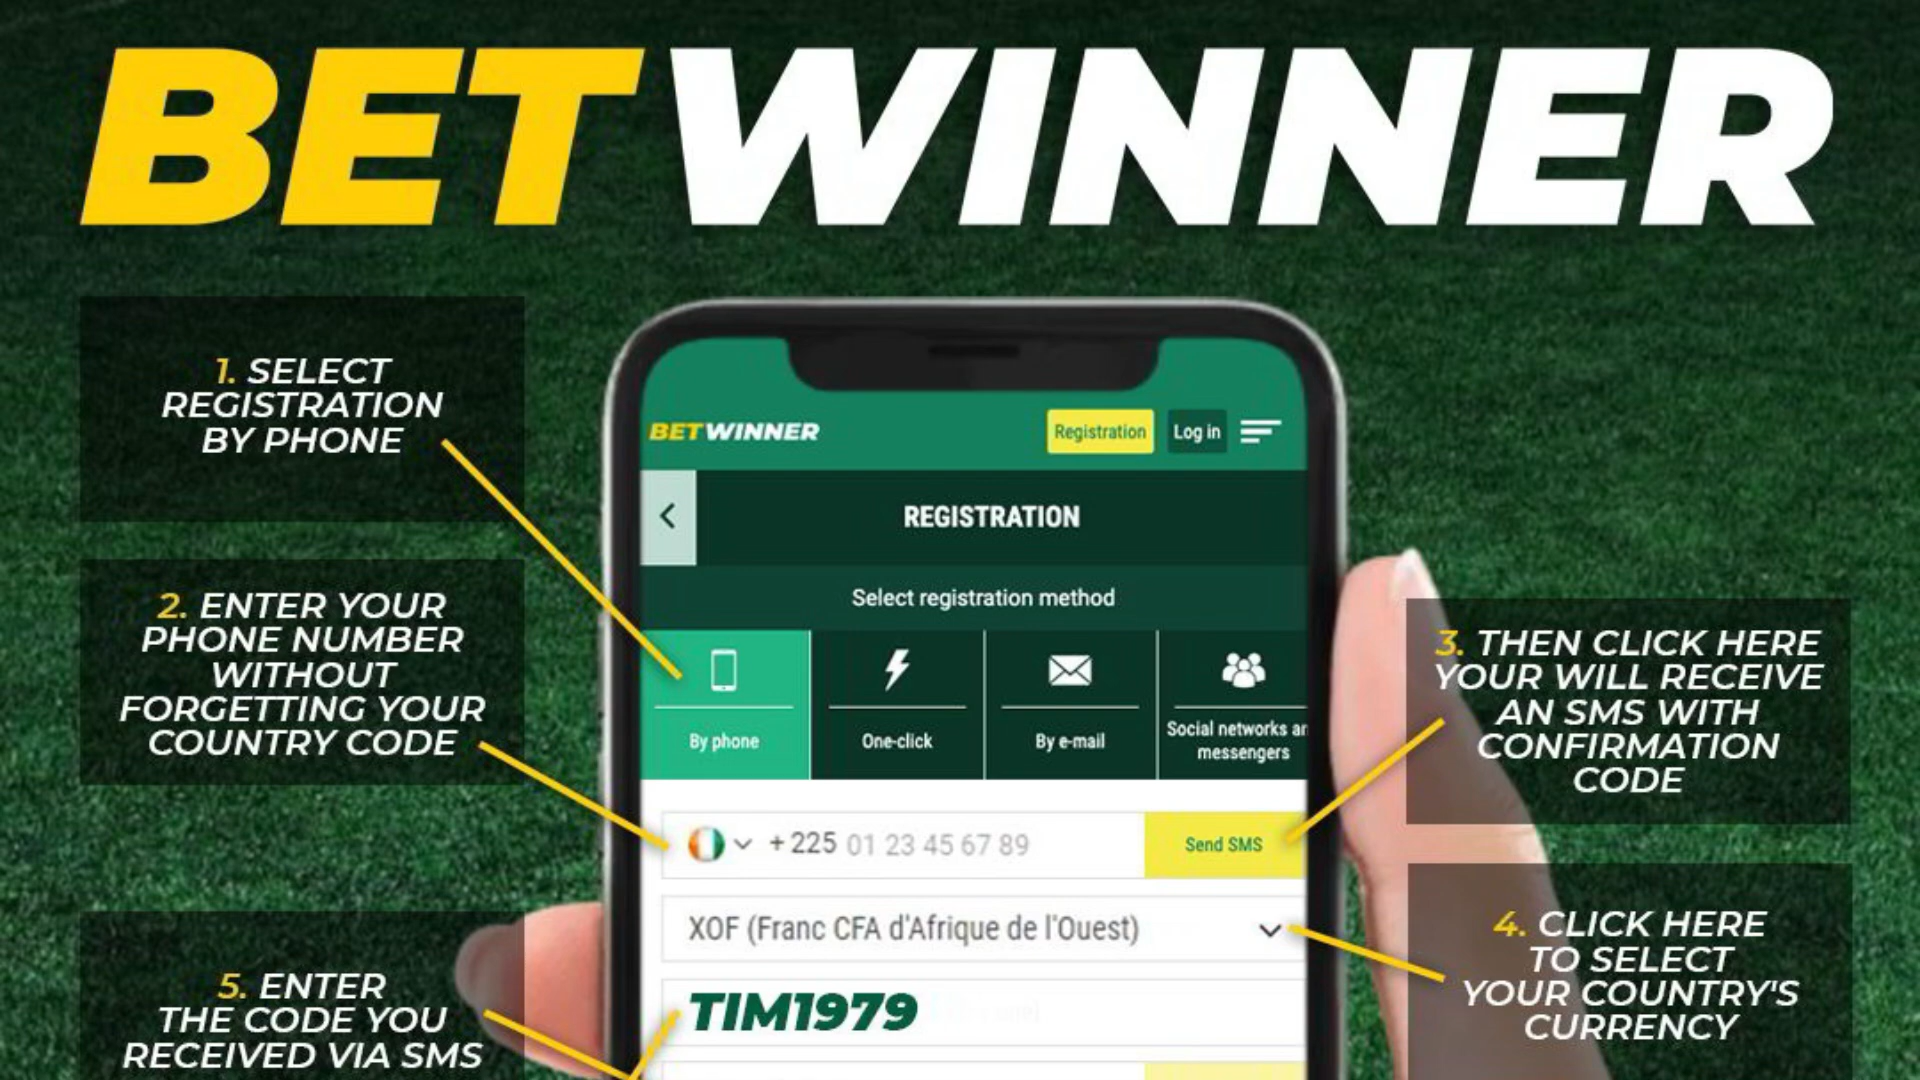 BETWINNER
1. SELECT
REGISTRATION
BY PHONE
2. ENTER YOUR
PHONE NUMBER
WITHOUT
FORGETTING YOUR
COUNTRY CODE
5. ENTER
THE CODE YOU
RECEIVED VIA SMS
BETWINNER
Registration
Log in
REGISTRATION
Select registration method
By phone
One-click
By e-mail
Social networks an
messengers
+ 225 01 23 45 67 89
Send SMS
XOF (Franc CFA d'Afrique de l'Ouest)
TIM1979
3. THEN CLICK HERE
YOUR WILL RECEIVE
AN SMS WITH
CONFIRMATION
CODE
4. CLICK HERE
TO SELECT
YOUR COUNTRY'S
CURRENCY